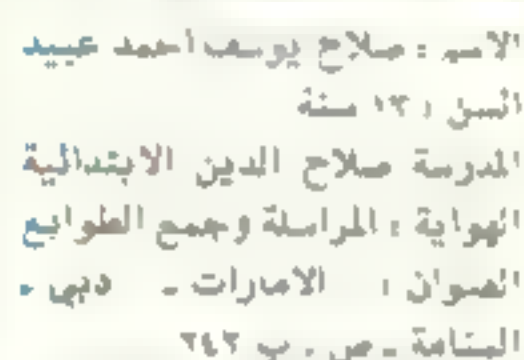 الاسم : صلاح يوسف احمد عبيد
السن : ١٣ سنة
المدرسة صلاح الدين الابتدائية
الهواية : المراسلة وجمع الطوابع
العنوان : الامارات - دبي -
ص . ب ٢٤٢